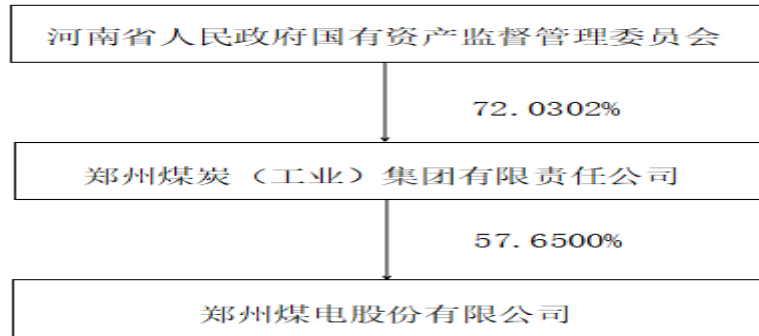 河南省人民政府国有资产监督管理委员会
72.0302%
郑州煤炭（工业）集团有限责任公司
57.6500%
郑州煤电股份有限公司